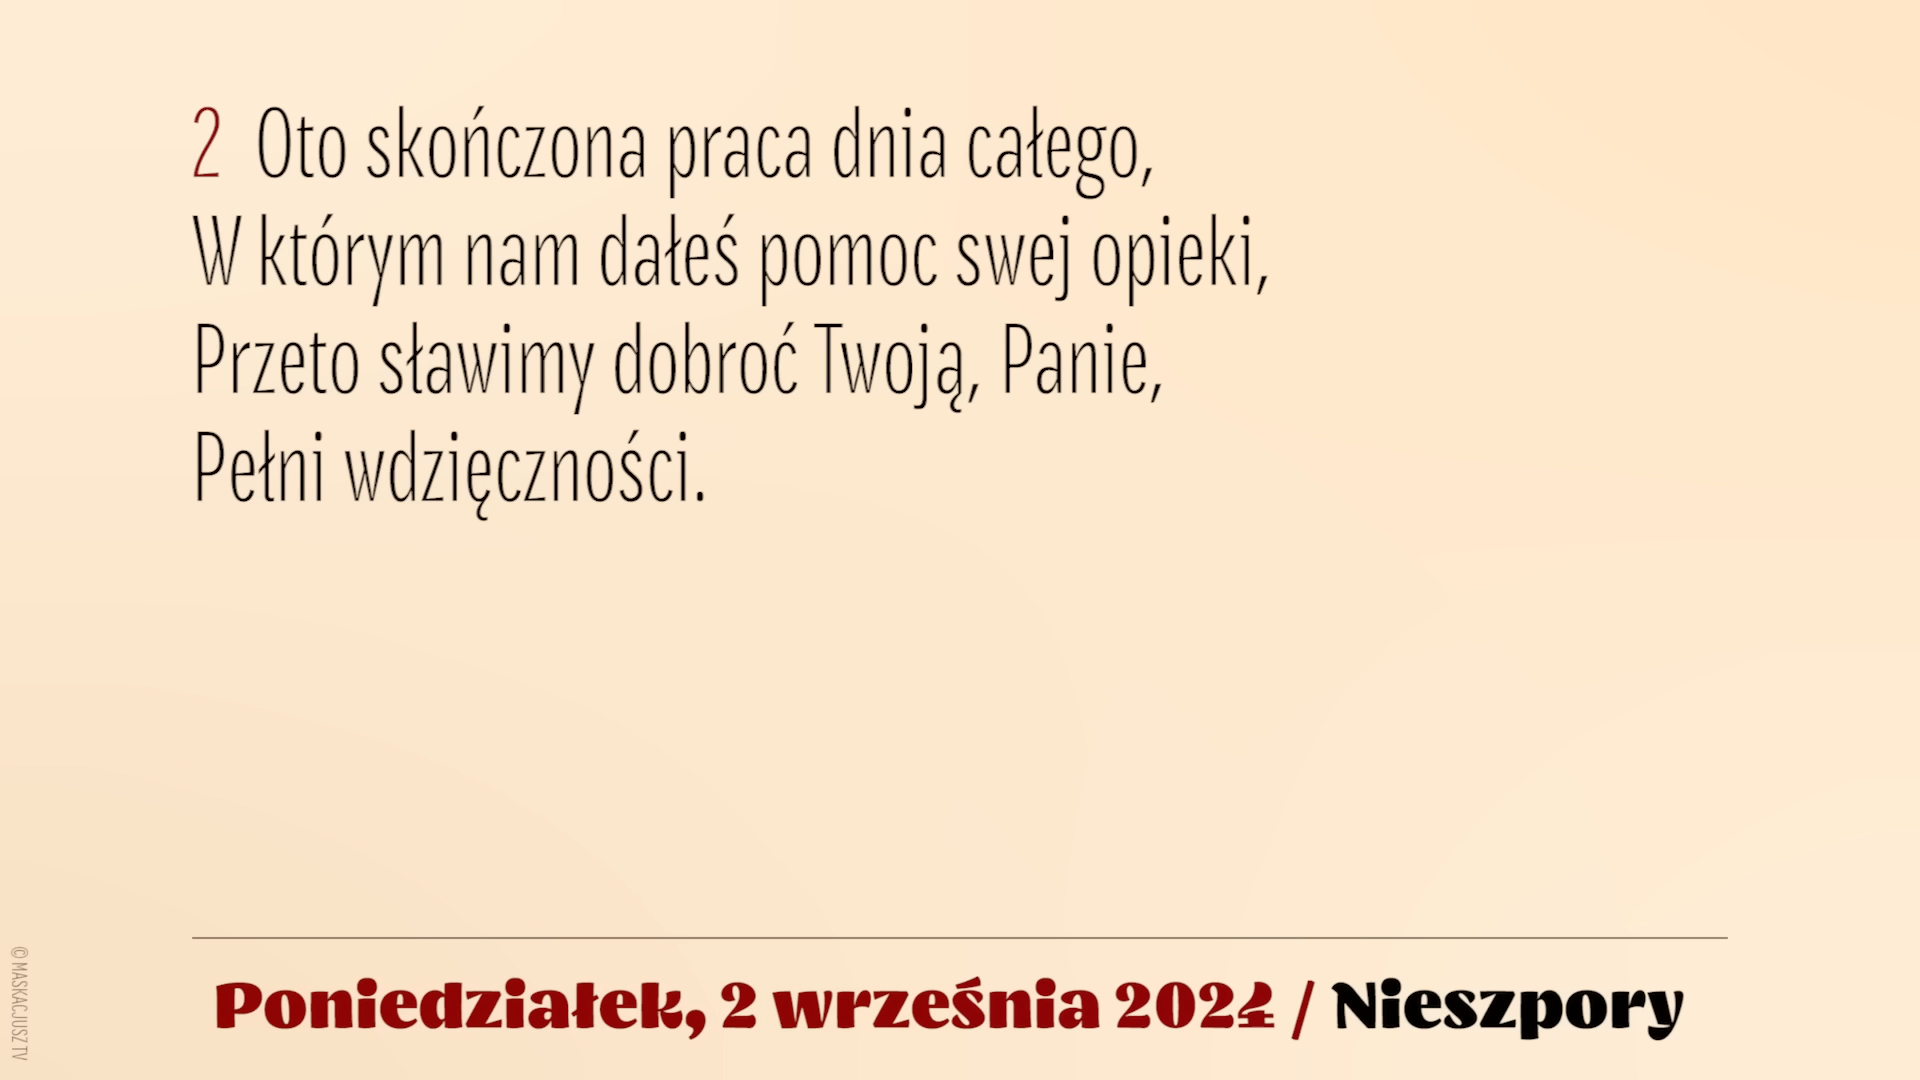 2 Oto skończona praca dnia całego,
W którym nam dałeś pomoc swej opieki,
Przeto sławimy dobroć Twoją, Panie,
Pełni wdzięczności.
Poniedziałek, 2 września 2024 / Nieszpory
© MASKACJUSZ TV